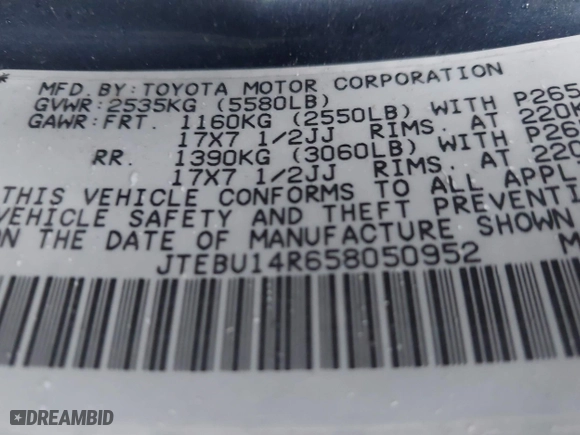 MFD. BY: TOYOTA MOTOR CORPORATION
GVWR: 2535KG (5580LB)
GAWR: FRT. 1160KG (2550LB) WITH P265
17X7 1/2JJ RIMS, AT 220K
RR. 1390KG (3060LB) WITH P265
17X7 1/2JJ RIMS, AT 220
THIS VEHICLE CONFORMS TO ALL APPL
VEHICLE SAFETY AND THEFT PREVENTI
ON THE DATE OF MANUFACTURE SHOWN
JTEBU14R658050952
DREAMBID